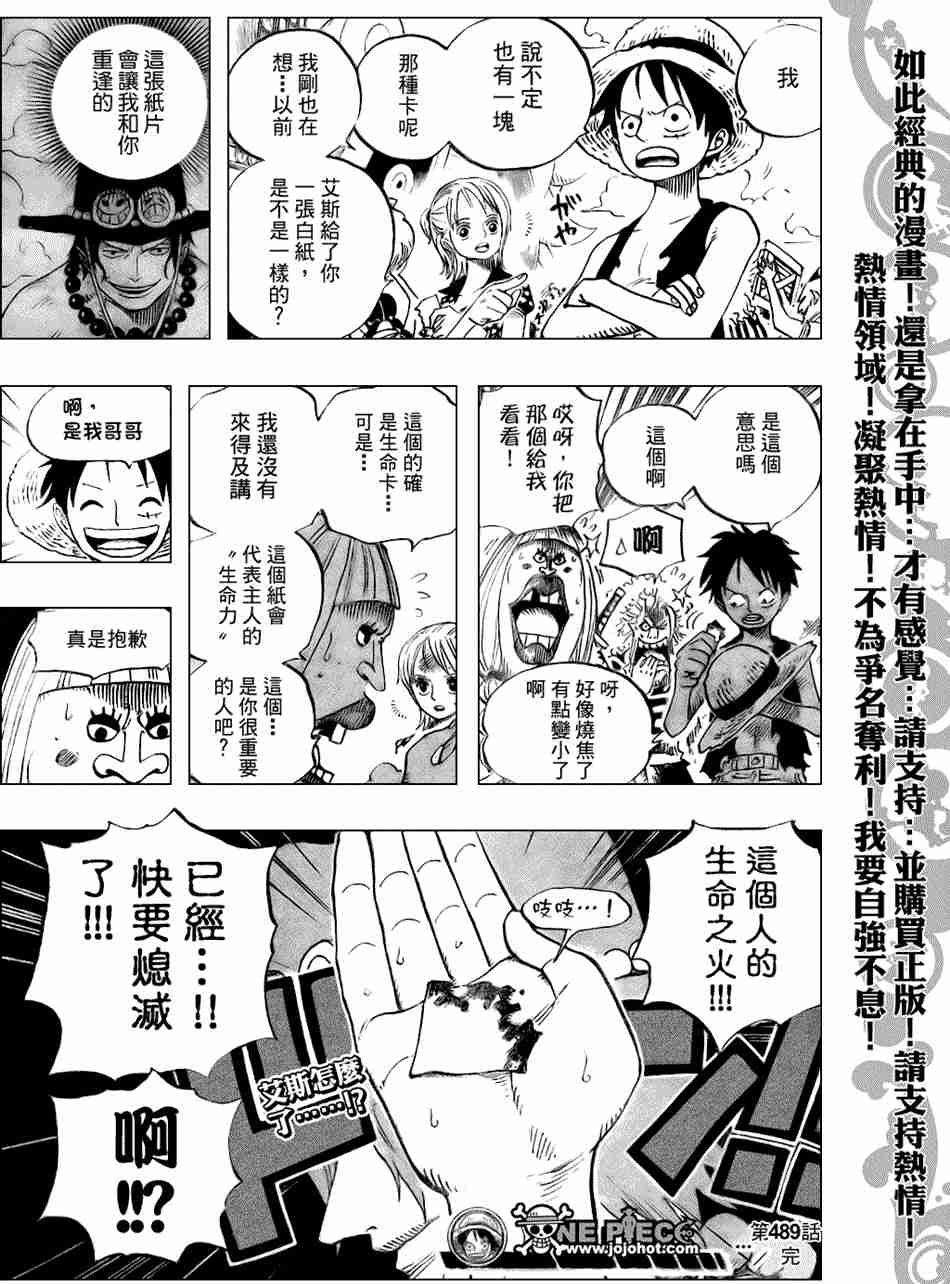 我
說不定
也有一塊
那種卡呢
我剛也在
想…以前
艾斯給了你
一張白紙，
是不是一樣的？
這張紙片
會讓我和你
重逢的
是這個
意思嗎
這個啊
哎呀，你把
那個給我
看看！
啊
呀，
好像燒焦了
有點變小了
啊
這個的確
是生命卡…
可是…
我還沒有
來得及講
這個紙會
代表主人的
〝生命力〞
這個…
是你很重要
的人吧？
啊，
是我哥哥
真是抱歉
這個人的
生命之火!!!
吱吱…！
已經…!!
快要熄滅
了!!!
艾斯怎麼
了……!?
啊!!?
ONE PIECE
www.jojohot.com
…
第489話
完
如此經典的漫畫！還是拿在手中…才有感覺…請支持…並購買正版！請支持熱情！
熱情領域！凝聚熱情！不為爭名奪利！我要自強不息！